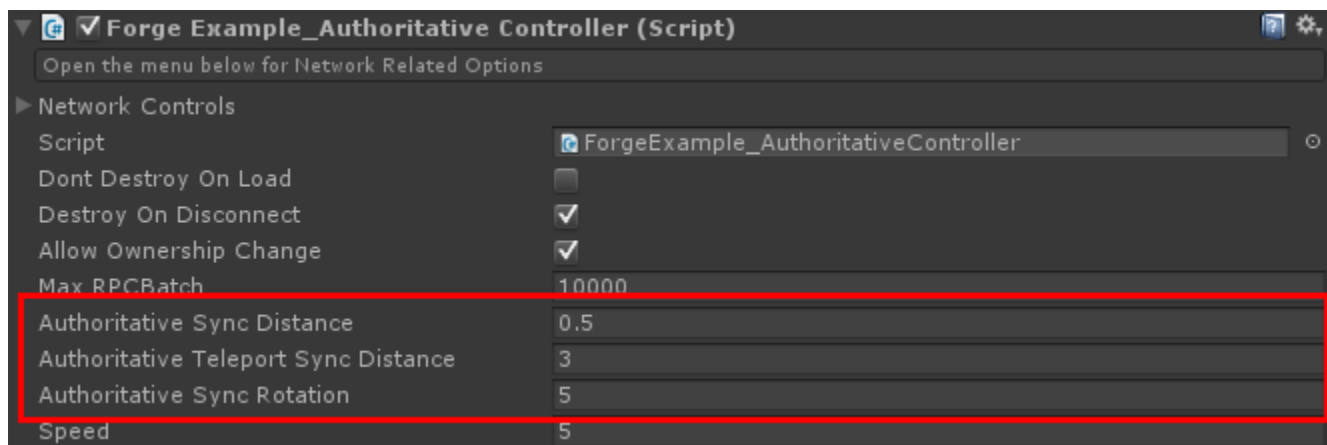 Forge Example_Authoritative Controller (Script)
Open the menu below for Network Related Options
Network Controls
Script ForgeExample_AuthoritativeController
Dont Destroy On Load
Destroy On Disconnect
Allow Ownership Change
Max RPCBatch 10000
Authoritative Sync Distance 0.5
Authoritative Teleport Sync Distance 3
Authoritative Sync Rotation 5
Speed 5